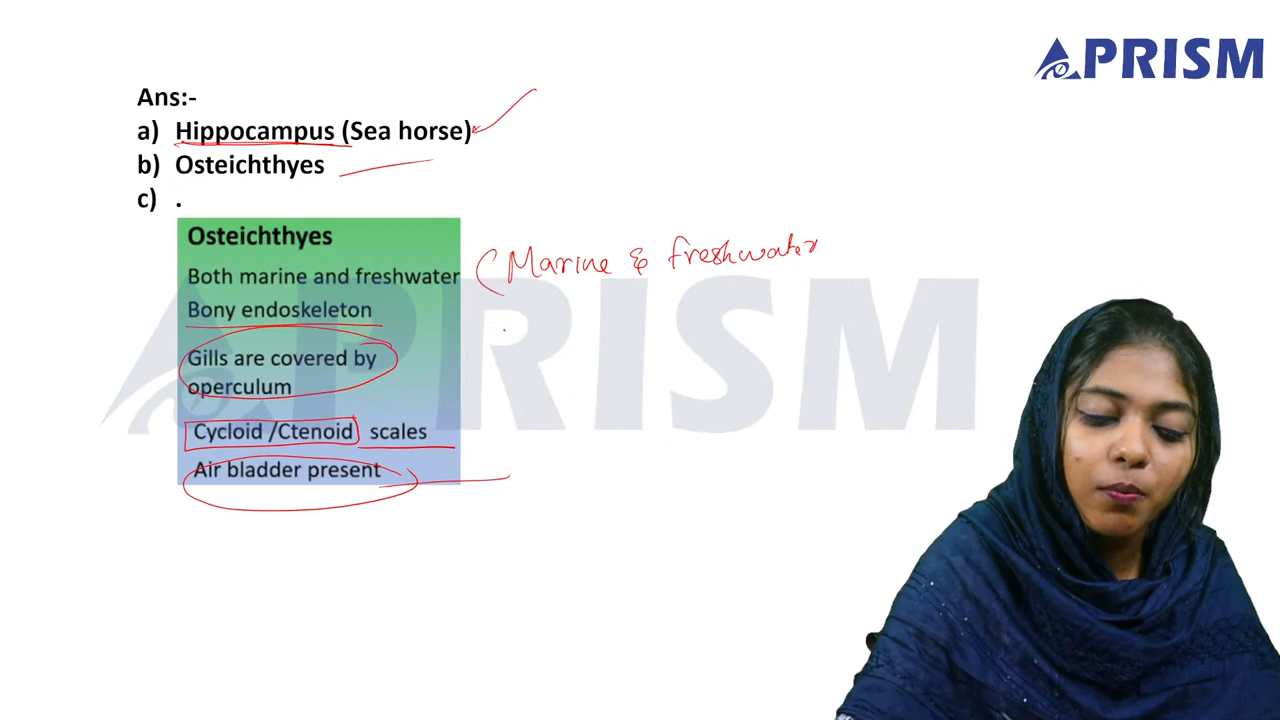 PRISM
Ans:-
a) Hippocampus (Sea horse)
b) Osteichthyes
c) .
Osteichthyes
Both marine and freshwater (Marine & freshwater
Bony endoskeleton
Gills are covered by
operculum
Cycloid /Ctenoid scales
Air bladder present
PRISM